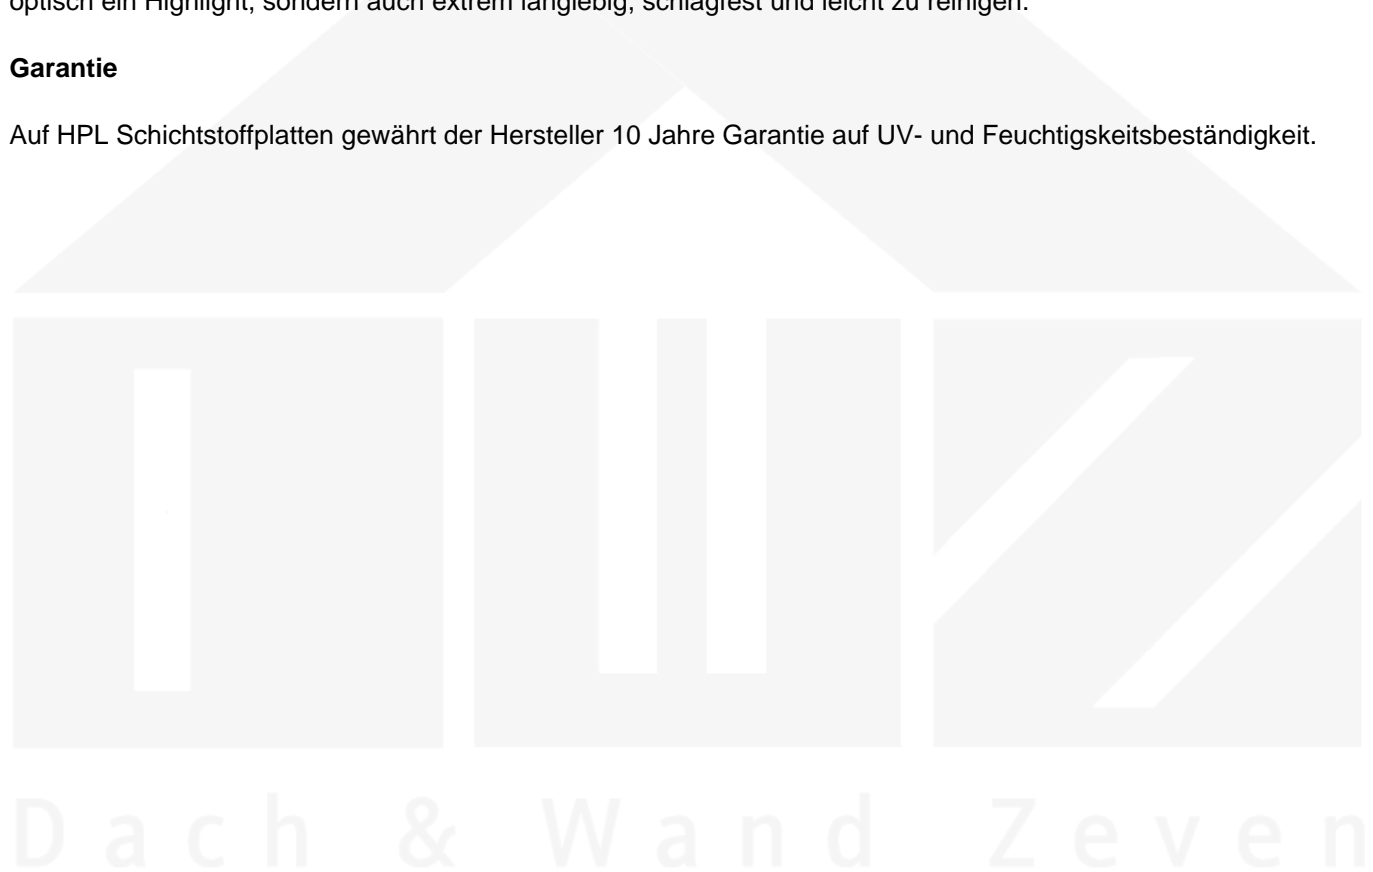 optisch ein Highlight, sondern auch extrem langlebig, schlagfest und leicht zu reinigen.
Garantie
Auf HPL Schichtstoffplatten gewährt der Hersteller 10 Jahre Garantie auf UV- und Feuchtigskeitsbeständigkeit.
Dach & Wand Zeven